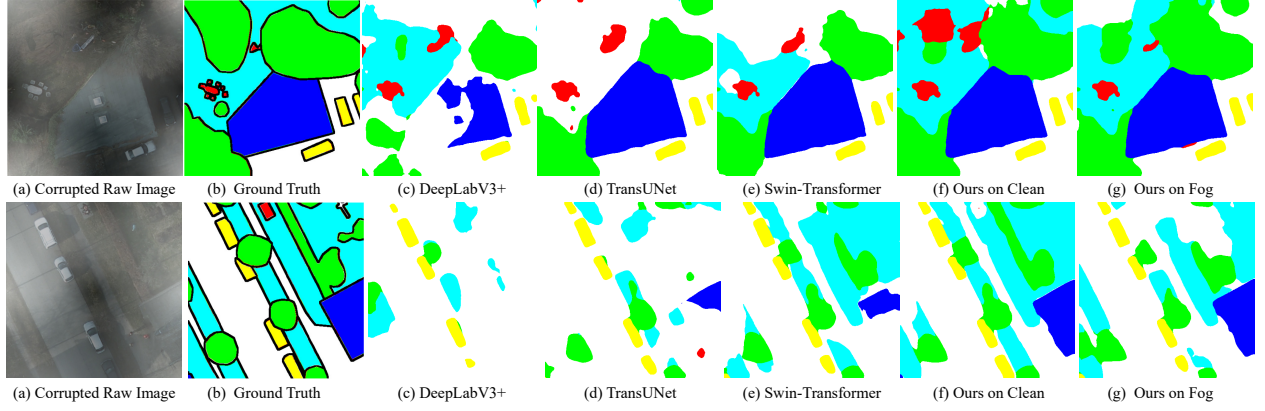 (a) Corrupted Raw Image (b) Ground Truth (c) DeepLabV3+ (d) TransUNet (e) Swin-Transformer (f) Ours on Clean (g) Ours on Fog
(a) Corrupted Raw Image (b) Ground Truth (c) DeepLabV3+ (d) TransUNet (e) Swin-Transformer (f) Ours on Clean (g) Ours on Fog